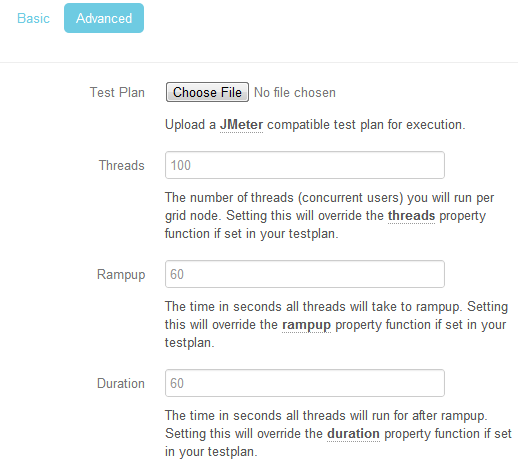 Basic Advanced
Test Plan Choose File No file chosen
Upload a JMeter compatible test plan for execution.
Threads 100
The number of threads (concurrent users) you will run per
grid node. Setting this will override the threads property
function if set in your testplan.
Rampup 60
The time in seconds all threads will take to rampup. Setting
this will override the rampup property function if set in your
testplan.
Duration 60
The time in seconds all threads will run for after rampup.
Setting this will override the duration property function if set
in your testplan.